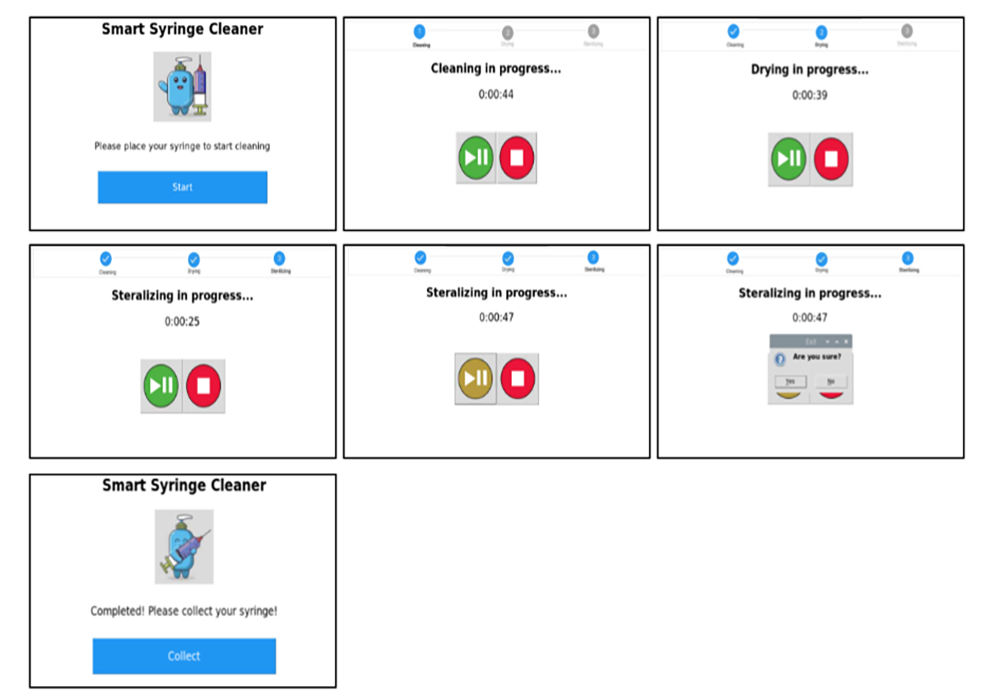 Smart Syringe Cleaner
Please place your syringe to start cleaning
Start
1 2 3
Cleaning Drying Sterilizing
Cleaning in progress...
0:00:44
2 3
Cleaning Drying Sterilizing
Drying in progress...
0:00:39
3
Cleaning Drying Sterilizing
Steralizing in progress...
0:00:25
3
Cleaning Drying Sterilizing
Steralizing in progress...
0:00:47
3
Cleaning Drying Sterilizing
Steralizing in progress...
0:00:47
Exit
Are you sure?
Yes No
Smart Syringe Cleaner
Completed! Please collect your syringe!
Collect